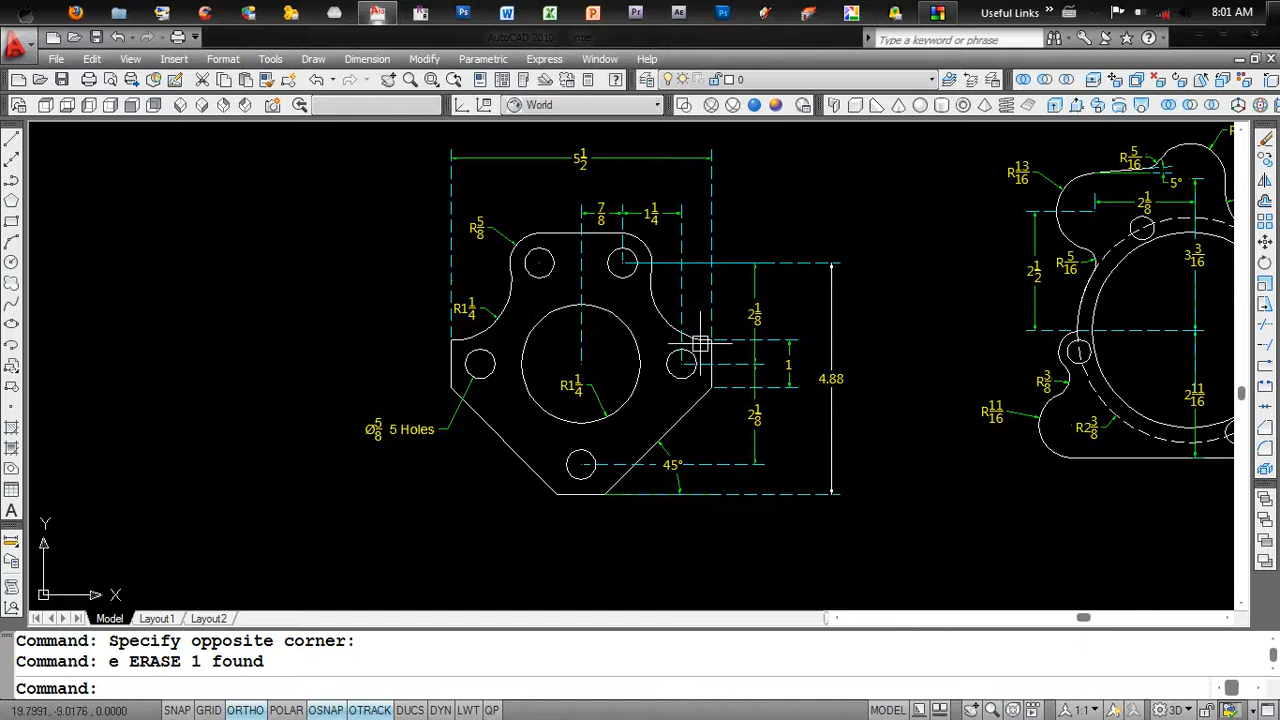 Useful Links »
8:01 AM
AutoCAD 2010
Type a keyword or phrase
File Edit View Insert Format Tools Draw Dimension Modify Parametric Express Window Help
0
World
5 1/2
7/8
1 1/4
R5/8
R1 1/4
R1 1/4
Ø5/8 5 Holes
2 1/8
1
2 1/8
4.88
45°
R13/16
R5/16
5°
2 1/8
R5/16
2 1/2
3 3/16
R3/8
R11/16
R2 3/8
2 11/16
Y
X
Model Layout1 Layout2
Command: Specify opposite corner:
Command: e ERASE 1 found
Command:
19.7991, -9.0176, 0.0000 SNAP GRID ORTHO POLAR OSNAP OTRACK DUCS DYN LWT QP MODEL 1:1 3D